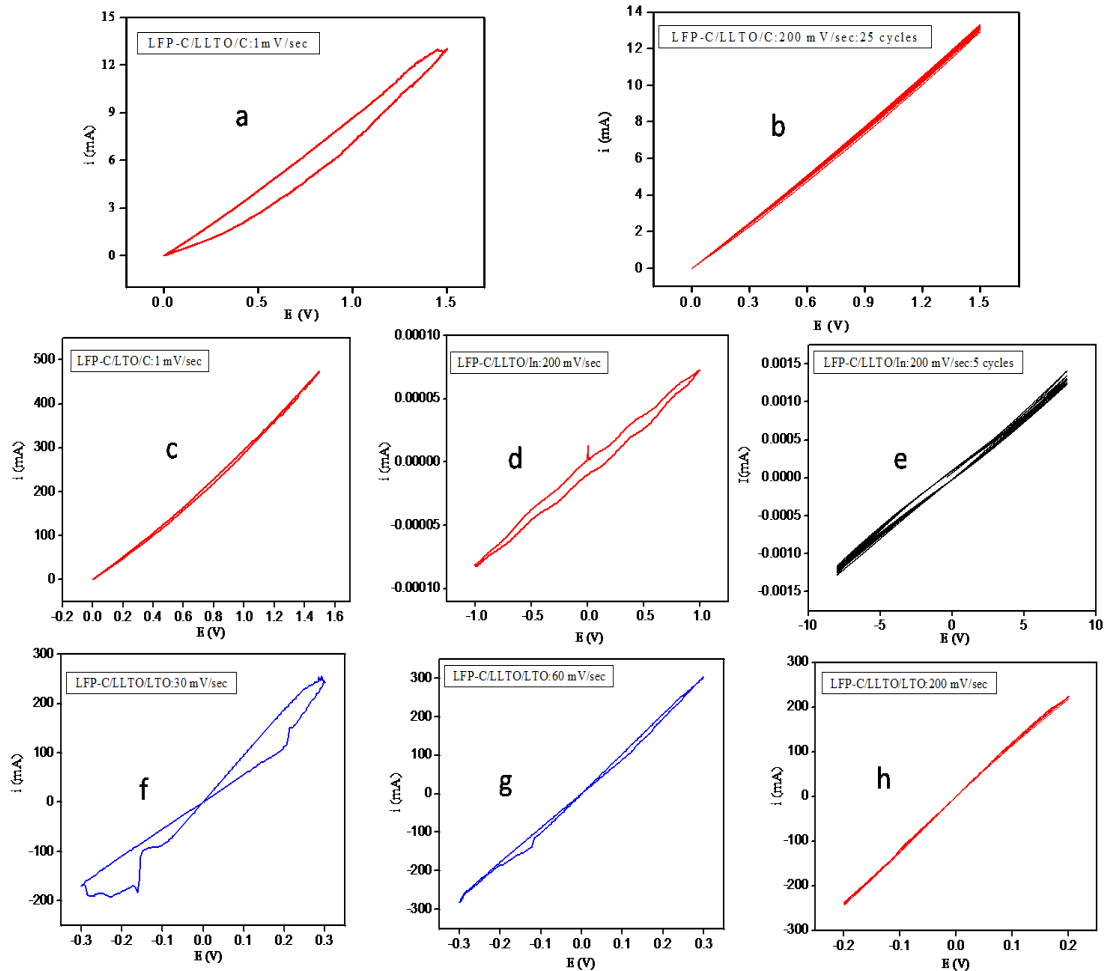 LFP-C/LLTO/C:1mV/sec
a
15
12
9
6
3
0
i (mA)
0.0 0.5 1.0 1.5
E (V)
LFP-C/LLTO/C:200 mV/sec:25 cycles
b
14
12
10
8
6
4
2
0
i (mA)
0.0 0.3 0.6 0.9 1.2 1.5
E (V)
LFP-C/LTO/C:1 mV/sec
c
500
400
300
200
100
0
i (mA)
-0.2 0.0 0.2 0.4 0.6 0.8 1.0 1.2 1.4 1.6
E (V)
LFP-C/LLTO/In:200 mV/sec
d
0.00010
0.00005
0.00000
-0.00005
-0.00010
i (mA)
-1.0 -0.5 0.0 0.5 1.0
E (V)
LFP-C/LLTO/In:200 mV/sec:5 cycles
e
0.0015
0.0010
0.0005
0.0000
-0.0005
-0.0010
-0.0015
I(mA)
-10 -5 0 5 10
E (V)
LFP-C/LLTO/LTO:30 mV/sec
f
300
200
100
0
-100
-200
i (mA)
-0.3 -0.2 -0.1 0.0 0.1 0.2 0.3
E (V)
LFP-C/LLTO/LTO:60 mV/sec
g
300
200
100
0
-100
-200
-300
i (mA)
-0.3 -0.2 -0.1 0.0 0.1 0.2 0.3
E (V)
LFP-C/LLTO/LTO:200 mV/sec
h
300
200
100
0
-100
-200
-300
i (mA)
-0.2 -0.1 0.0 0.1 0.2
E (V)